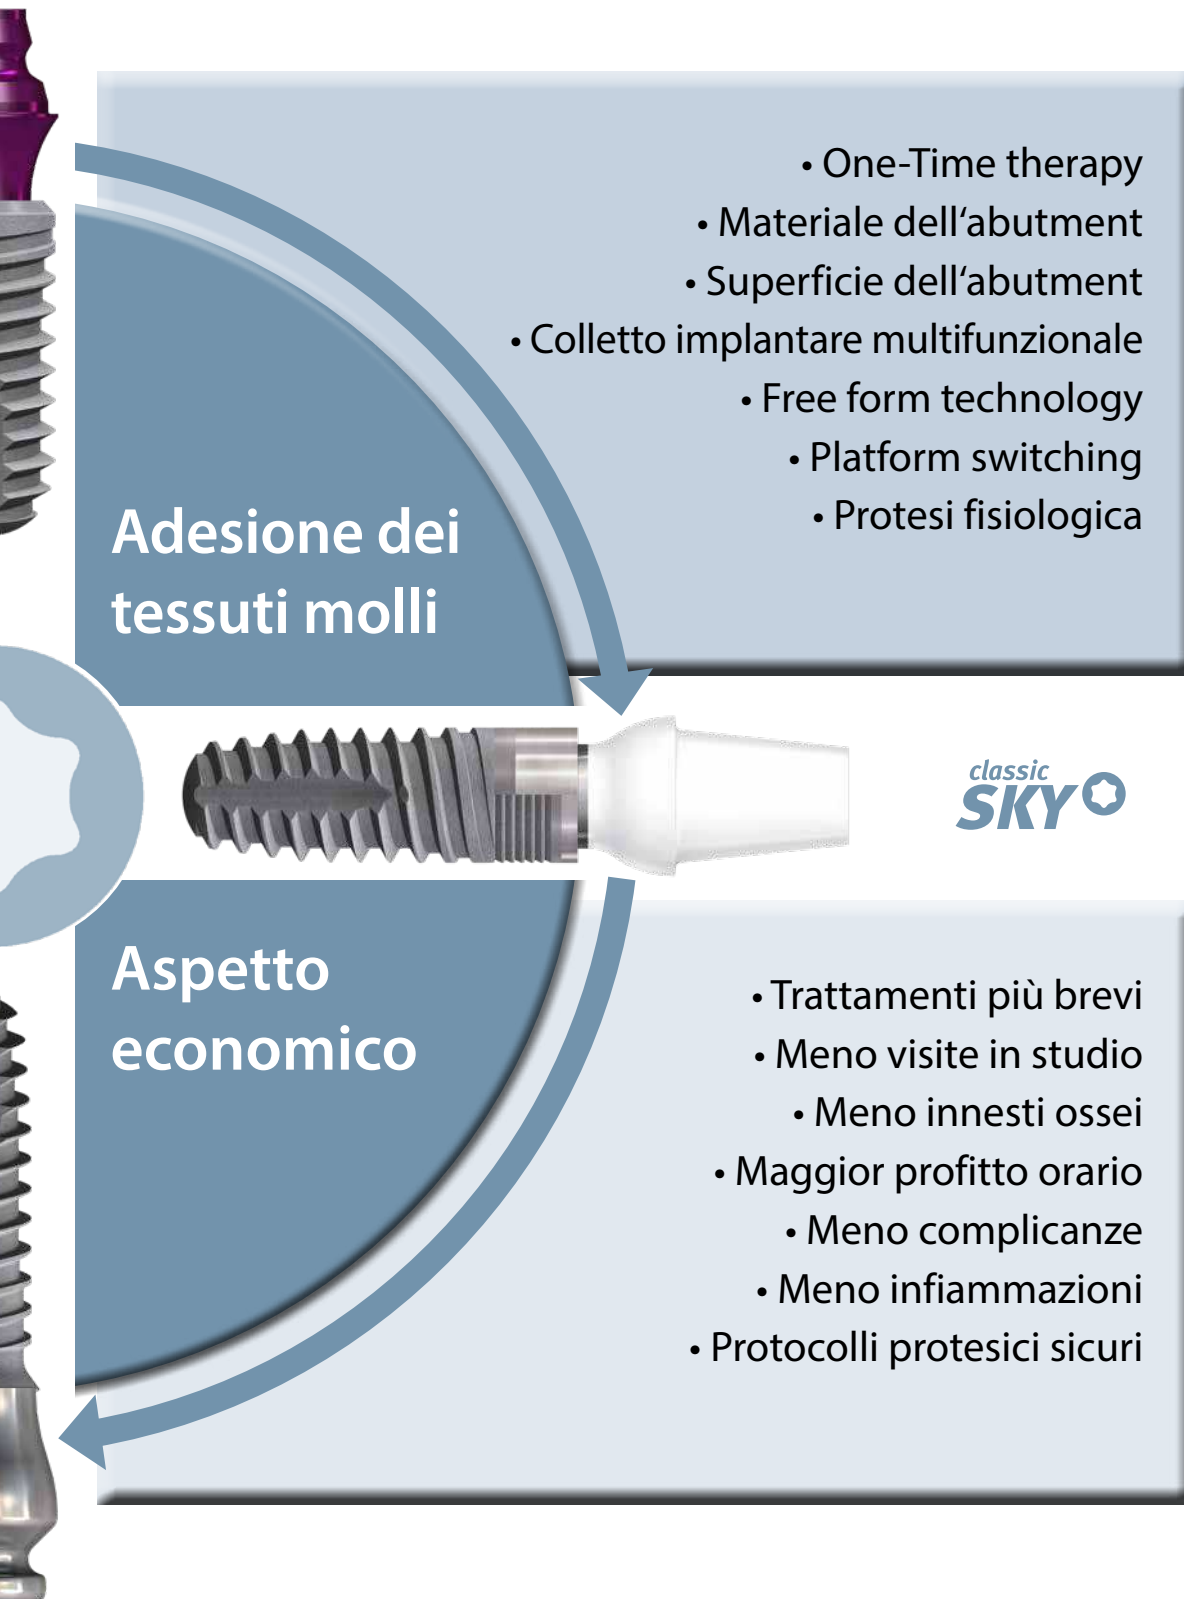 • One-Time therapy
• Materiale dell‘abutment
• Superficie dell‘abutment
• Colletto implantare multifunzionale
• Free form technology
• Platform switching
• Protesi fisiologica
Adesione dei
tessuti molli
classic
SKY
Aspetto
economico
• Trattamenti più brevi
• Meno visite in studio
• Meno innesti ossei
• Maggior profitto orario
• Meno complicanze
• Meno infiammazioni
• Protocolli protesici sicuri